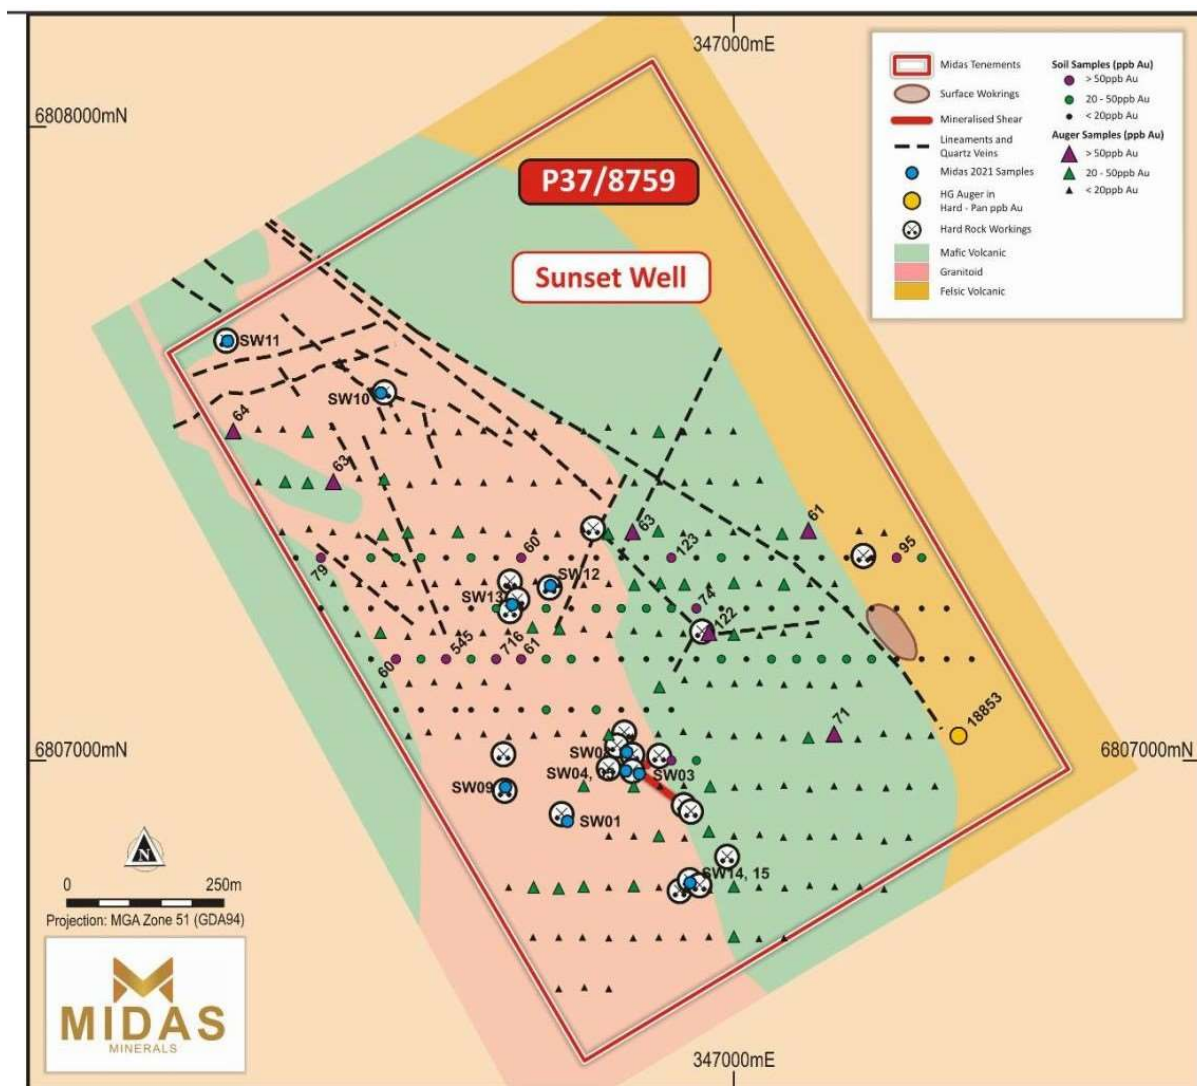 347000mE
6808000mN
P37/8759
Sunset Well
Midas Tenements
Surface Wokrings
Mineralised Shear
Lineaments and
Quartz Veins
Midas 2021 Samples
HG Auger in
Hard - Pan ppb Au
Hard Rock Workings
Mafic Volcanic
Granitoid
Felsic Volcanic
Soil Samples (ppb Au)
> 50ppb Au
20 - 50ppb Au
< 20ppb Au
Auger Samples (ppb Au)
> 50ppb Au
20 - 50ppb Au
< 20ppb Au
SW11
SW10
64
63
63
61
60
123
95
79
SW12
SW13
74
122
545
716
61
60
18853
71
6807000mN
6807000mN
SW04,
SW03
SW09
SW01
SW14, 15
N
0 250m
Projection: MGA Zone 51 (GDA94)
MIDAS
MINERALS
347000mE